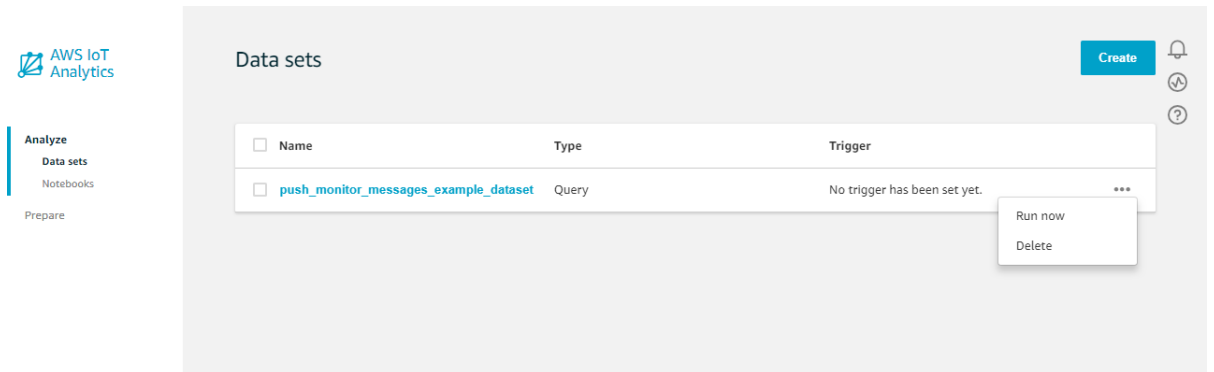 AWS IoT
Analytics
Analyze
Data sets
Notebooks
Prepare
Data sets
Create
Name Type Trigger
push_monitor_messages_example_dataset Query No trigger has been set yet.
Run now
Delete